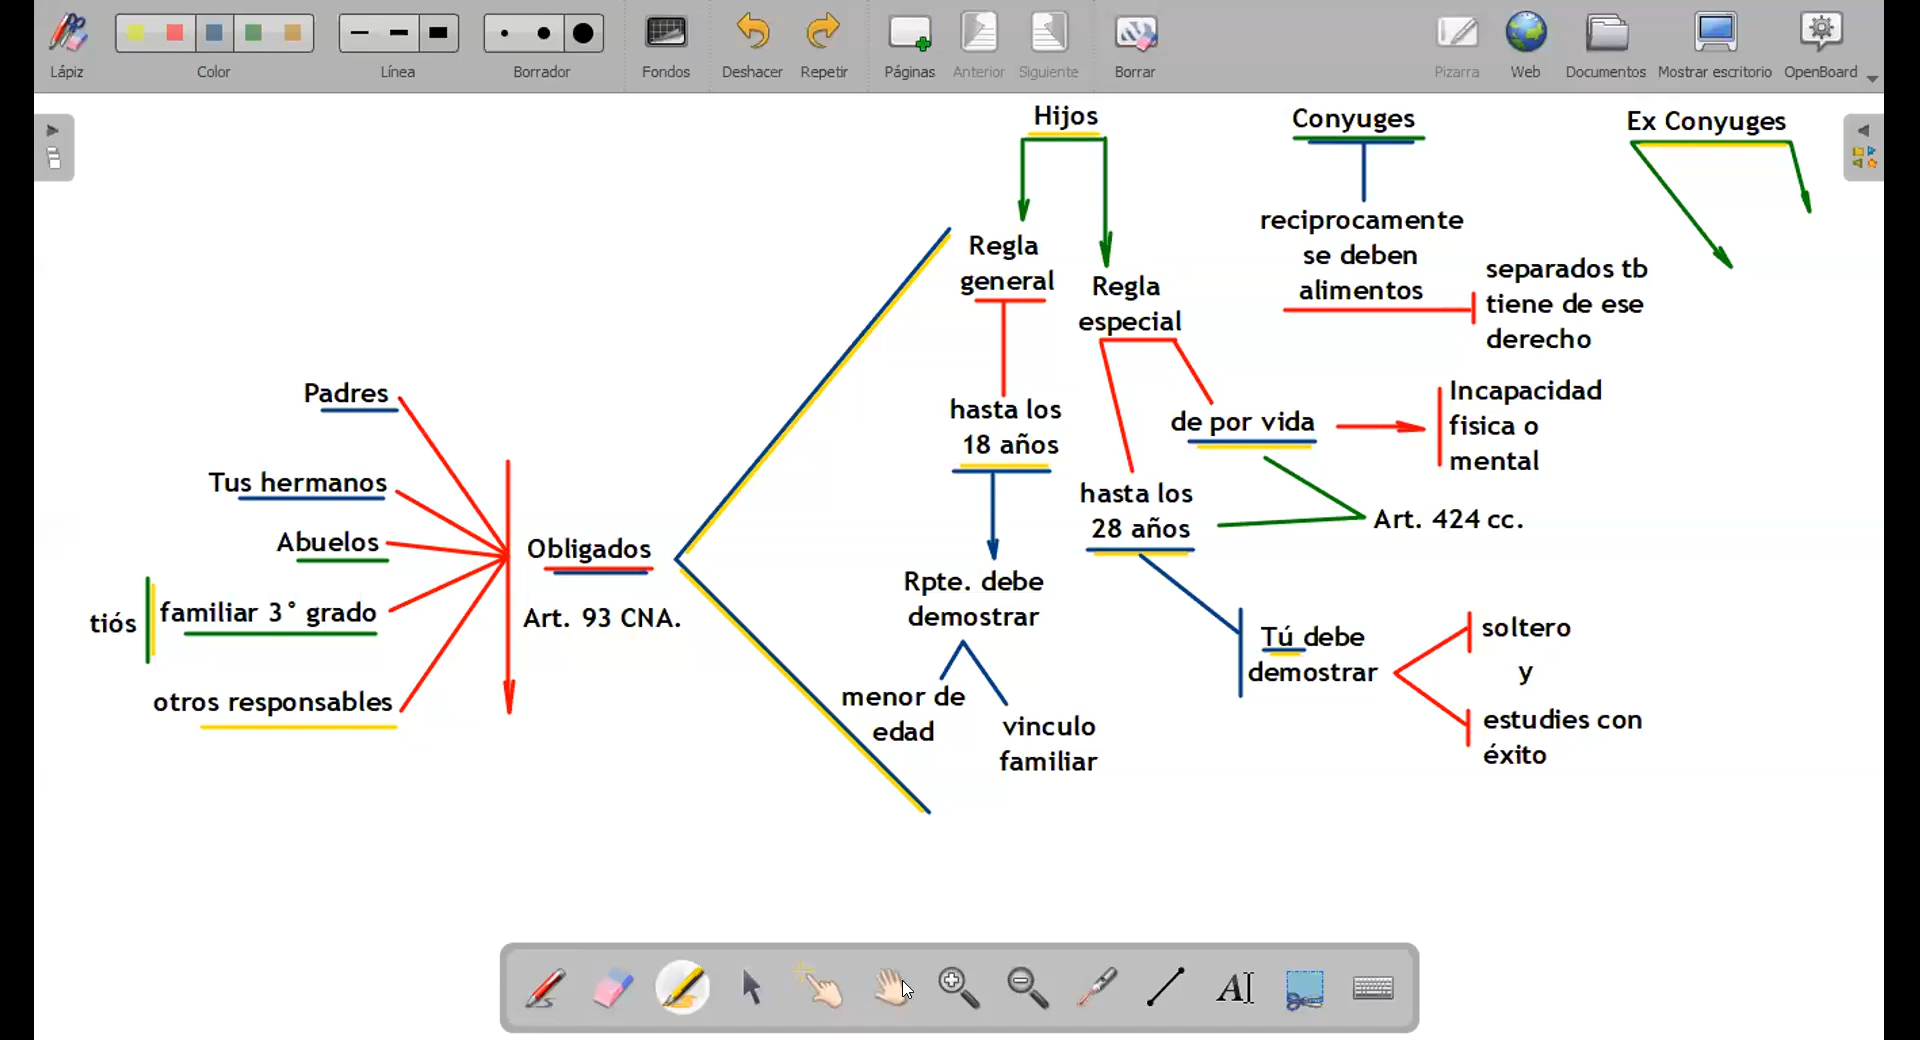 Lápiz
Color
Línea
Borrador
Fondos
Deshacer
Repetir
Páginas
Anterior
Siguiente
Borrar
Pizarra
Web
Documentos
Mostrar escritorio
OpenBoard
Padres
Tus hermanos
Abuelos
tiós
familiar 3° grado
otros responsables
Obligados
Art. 93 CNA.
Hijos
Regla
general
hasta los
18 años
Rpte. debe
demostrar
menor de
edad
vinculo
familiar
Regla
especial
hasta los
28 años
de por vida
Incapacidad
fisica o
mental
Art. 424 cc.
Tú debe
demostrar
soltero
y
estudies con
éxito
Conyuges
reciprocamente
se deben
alimentos
separados tb
tiene de ese
derecho
Ex Conyuges
AI